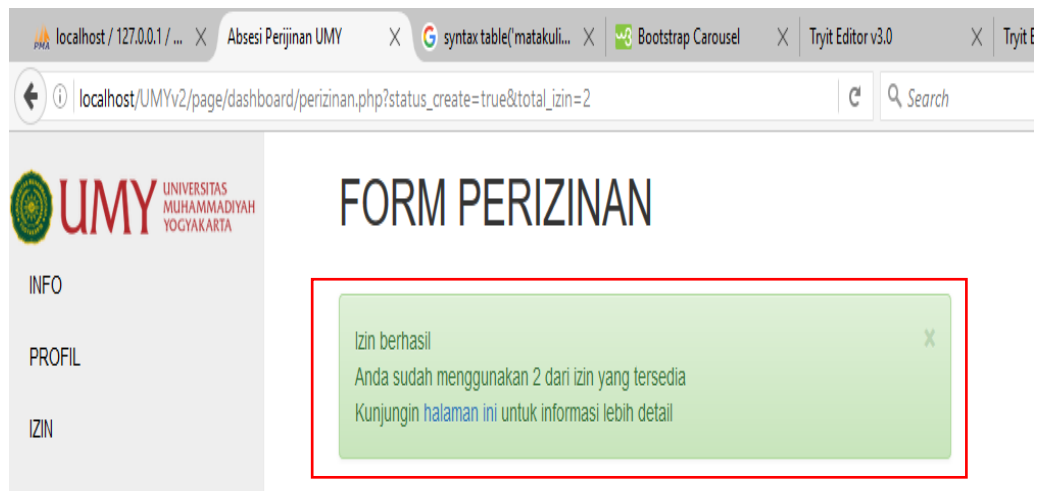 PMA localhost / 127.0.0.1 / ... Absesi Perijinan UMY G syntax table('matakuli... Bootstrap Carousel Tryit Editor v3.0 Tryit E
localhost/UMYv2/page/dashboard/perizinan.php?status_create=true&total_izin=2 Search
UMY UNIVERSITAS
MUHAMMADIYAH
YOGYAKARTA
FORM PERIZINAN
INFO
PROFIL
IZIN
Izin berhasil
Anda sudah menggunakan 2 dari izin yang tersedia
Kunjungin halaman ini untuk informasi lebih detail